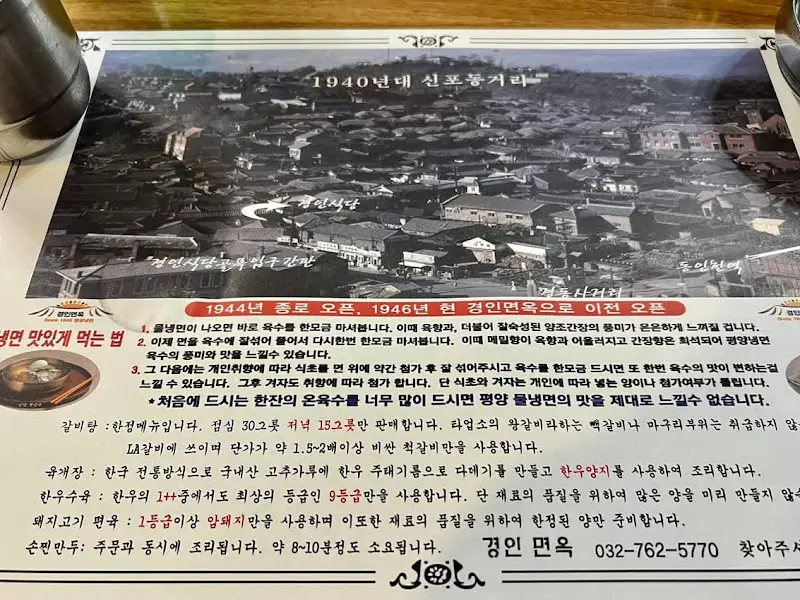 1940년대 신포동거리
경인식당
경인식당골목입구간판
동인천역
경동사거리
1944년 종로 오픈, 1946년 현 경인면옥으로 이전 오픈
경인면옥
Since 1946 평양냉면
냉면 맛있게 먹는 법
1. 물냉면이 나오면 바로 육수를 한모금 마셔봅니다. 이때 육향과, 더불어 잘숙성된 양조간장의 풍미가 은은하게 느껴질 겁니다.
2. 이제 면을 육수에 잘섞어 풀어서 다시한번 한모금 마셔봅니다. 이때 메밀향이 육향과 어울러지고 간장향은 희석되어 평양냉면
육수의 풍미와 맛을 느낄수 있습니다.
3. 그 다음에는 개인취향에 따라 식초를 면 위에 약간 첨가 후 잘 섞어주시고 육수를 한모금 드시면 또 한번 육수의 맛이 변하는걸
느낄 수 있습니다. 그후 겨자도 취향에 따라 첨가 합니다. 단 식초와 겨자는 개인에 따라 넣는 양이나 첨가여부가 틀립니다.
*처음에 드시는 한잔의 온육수를 너무 많이 드시면 평양 물냉면의 맛을 제대로 느낄수 없습니다.
갈비탕 :한정메뉴입니다. 점심 30그릇 저녁 15그릇만 판매합니다. 타업소의 왕갈비라하는 빽갈비나 마구리부위는 취급하지 않
LA갈비에 쓰이며 단가가 약 1.5~2배이상 비싼 척갈비만을 사용합니다.
육개장 : 한국 전통방식으로 국내산 고추가루에 한우 주태기름으로 다데기를 만들고 한우양지를 사용하여 조리합니다.
한우수육 : 한우의 1++중에서도 최상의 등급인 9등급만을 사용합니다. 단 재료의 품질을 위하여 많은 양을 미리 만들지 않
돼지고기 편육 : 1등급이상 암돼지만을 사용하며 이또한 재료의 품질을 위하여 한정된 양만 준비합니다.
손찐만두: 주문과 동시에 조리됩니다. 약 8~10분정도 소요됩니다.
경인 면옥 032-762-5770 찾아주